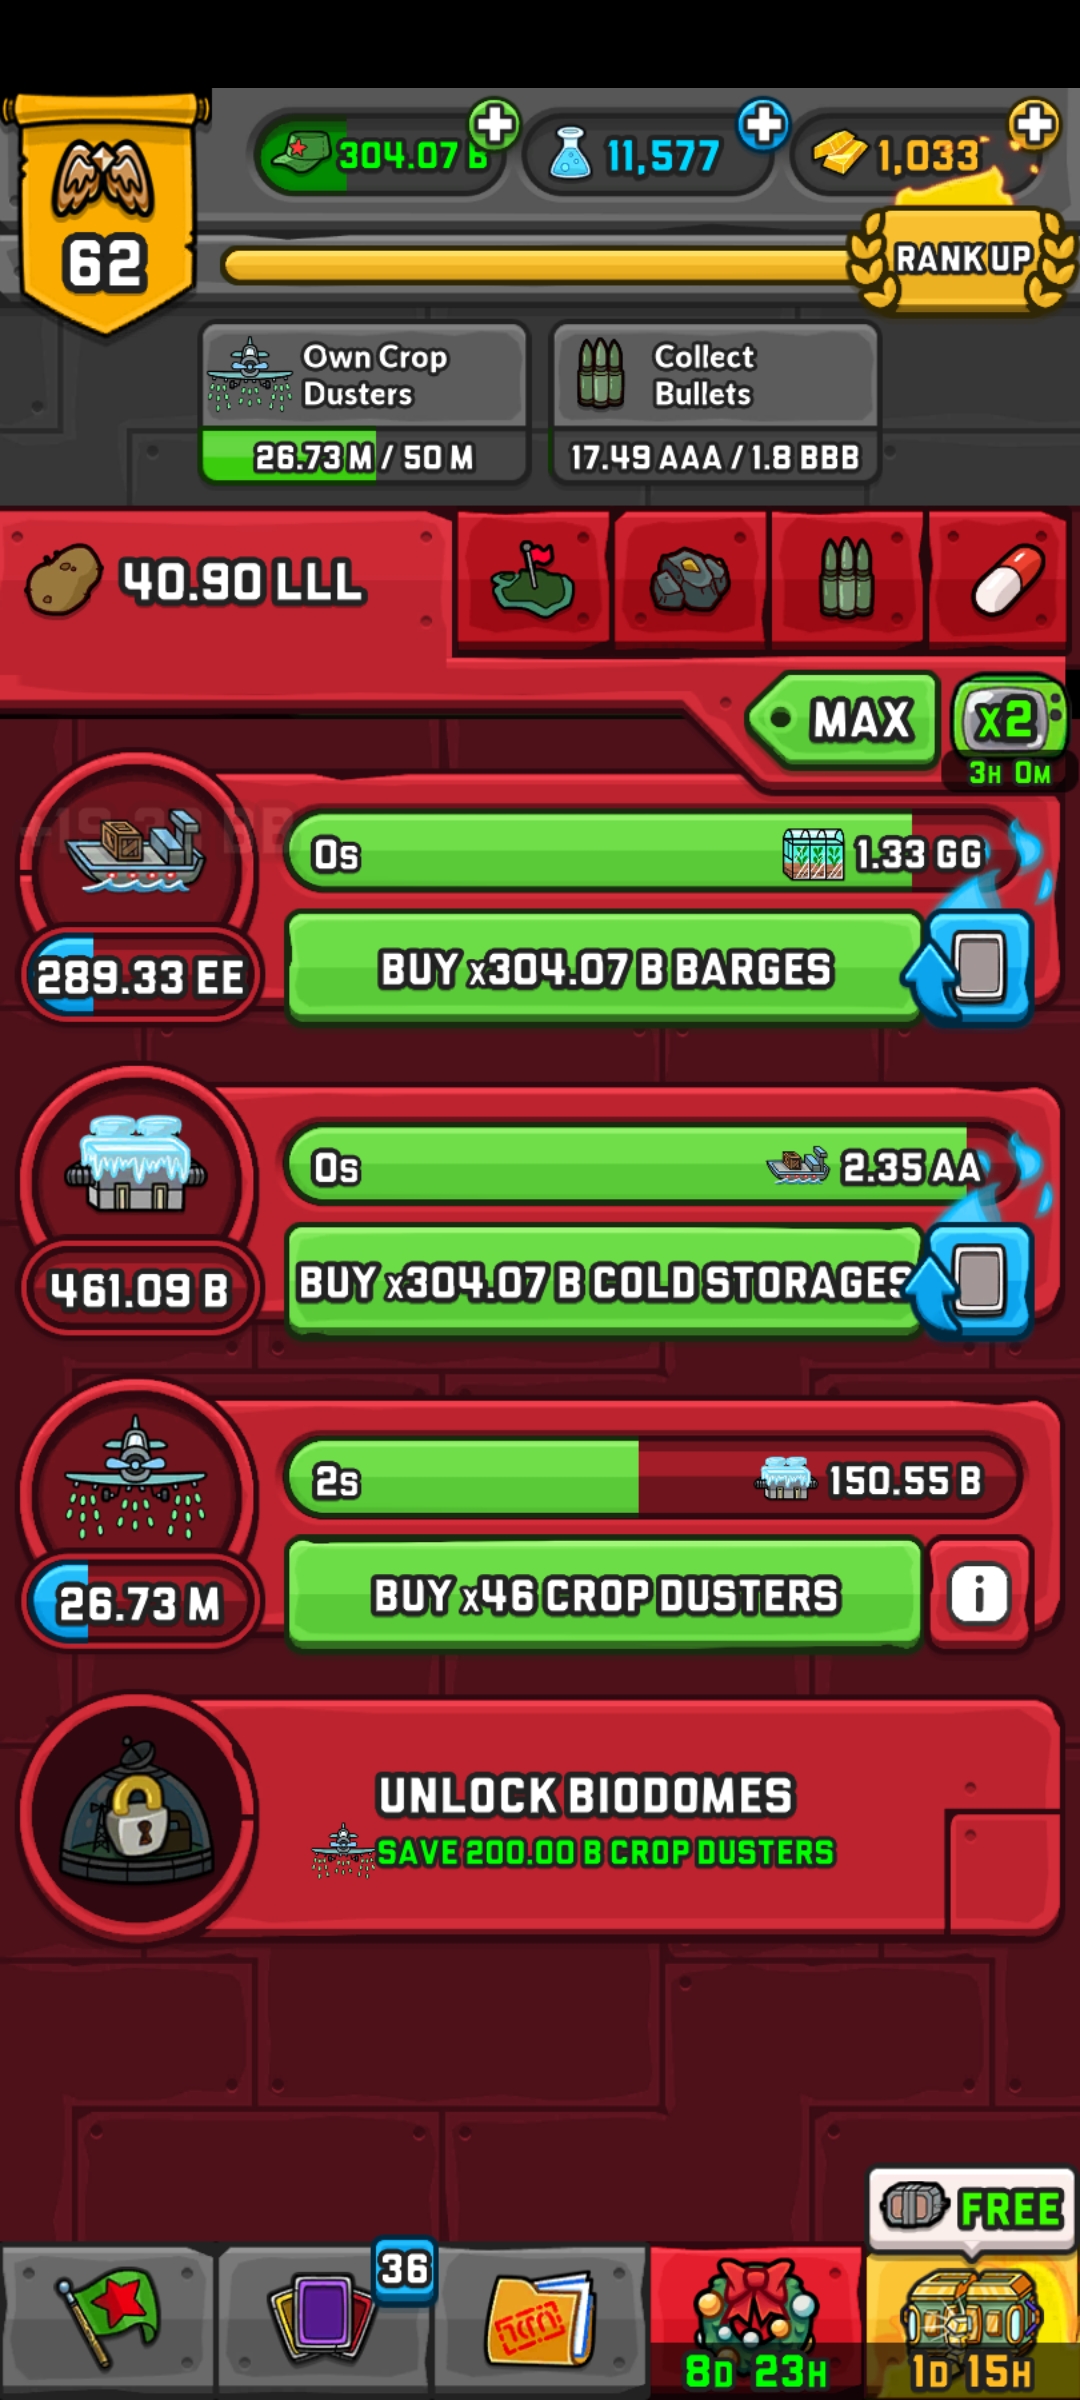 304.07 B
11,577
1,033
62
RANK UP
Own Crop
Dusters
26.73 M / 50 M
Collect
Bullets
17.49 AAA / 1.8 BBB
40.90 LLL
MAX
x2
3H 0M
0s
1.33 GG
289.33 EE
BUY x304.07 B BARGES
0s
2.35 AA
461.09 B
BUY x304.07 B COLD STORAGES
2s
150.55 B
26.73 M
BUY x46 CROP DUSTERS
i
UNLOCK BIODOMES
SAVE 200.00 B CROP DUSTERS
FREE
36
8D 23H
1D 15H